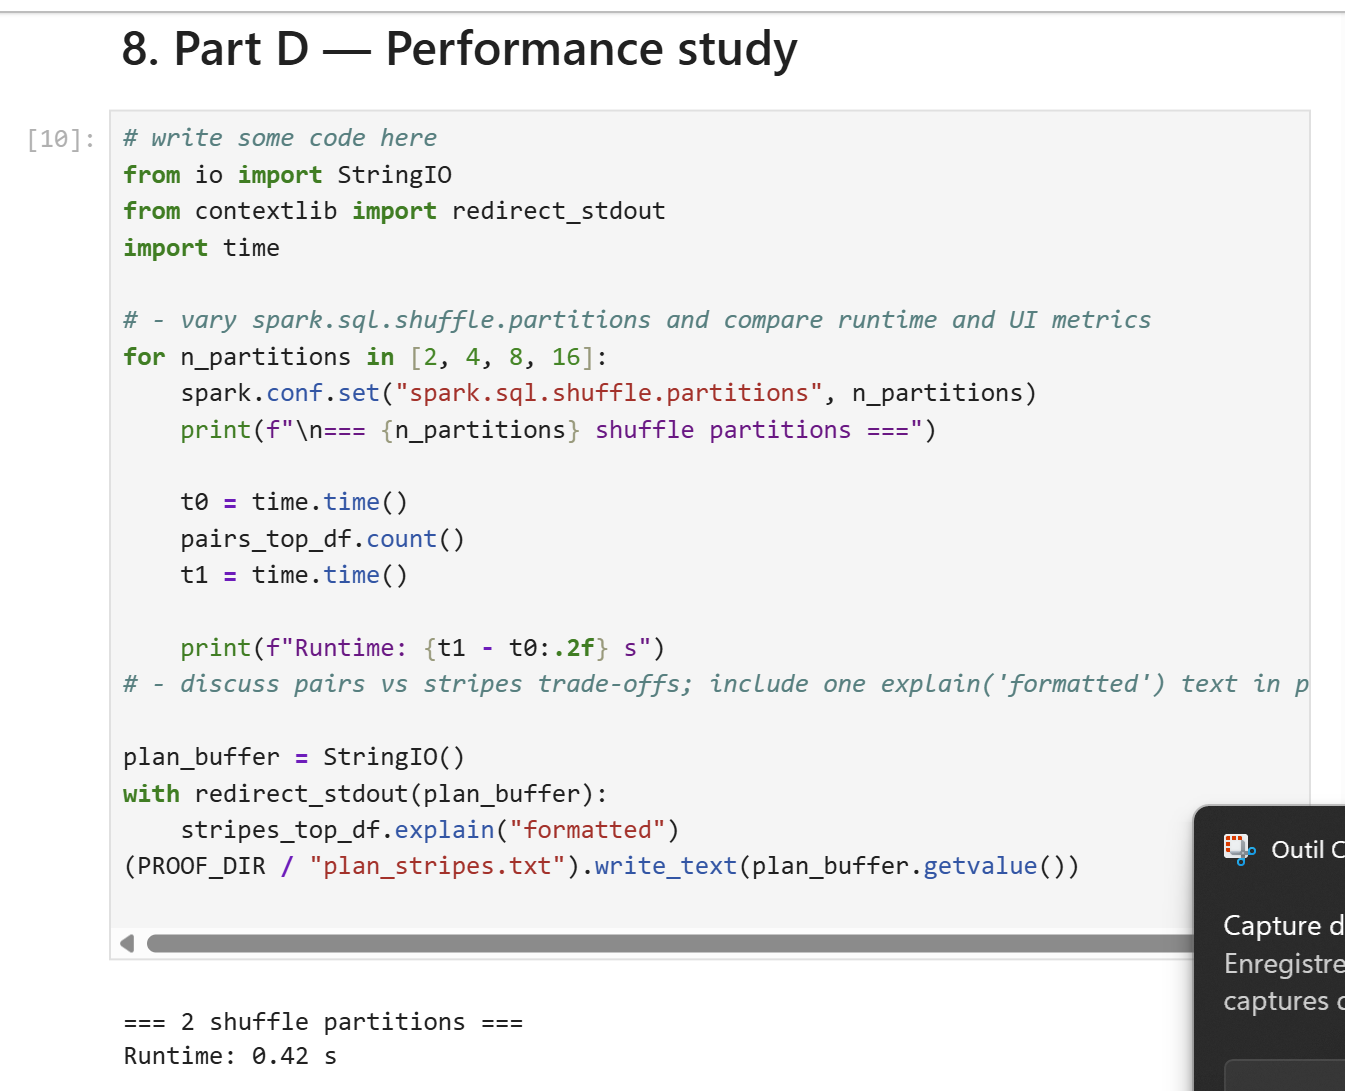 8. Part D — Performance study
[10]:
# write some code here
from io import StringIO
from contextlib import redirect_stdout
import time
# - vary spark.sql.shuffle.partitions and compare runtime and UI metrics
for n_partitions in [2, 4, 8, 16]:
    spark.conf.set("spark.sql.shuffle.partitions", n_partitions)
    print(f"\n=== {n_partitions} shuffle partitions ===")
    t0 = time.time()
    pairs_top_df.count()
    t1 = time.time()
    print(f"Runtime: {t1 - t0:.2f} s")
# - discuss pairs vs stripes trade-offs; include one explain('formatted') text in p
plan_buffer = StringIO()
with redirect_stdout(plan_buffer):
    stripes_top_df.explain("formatted")
(PROOF_DIR / "plan_stripes.txt").write_text(plan_buffer.getvalue())
Outil C
Capture d
Enregistre
captures
=== 2 shuffle partitions ===
Runtime: 0.42 s